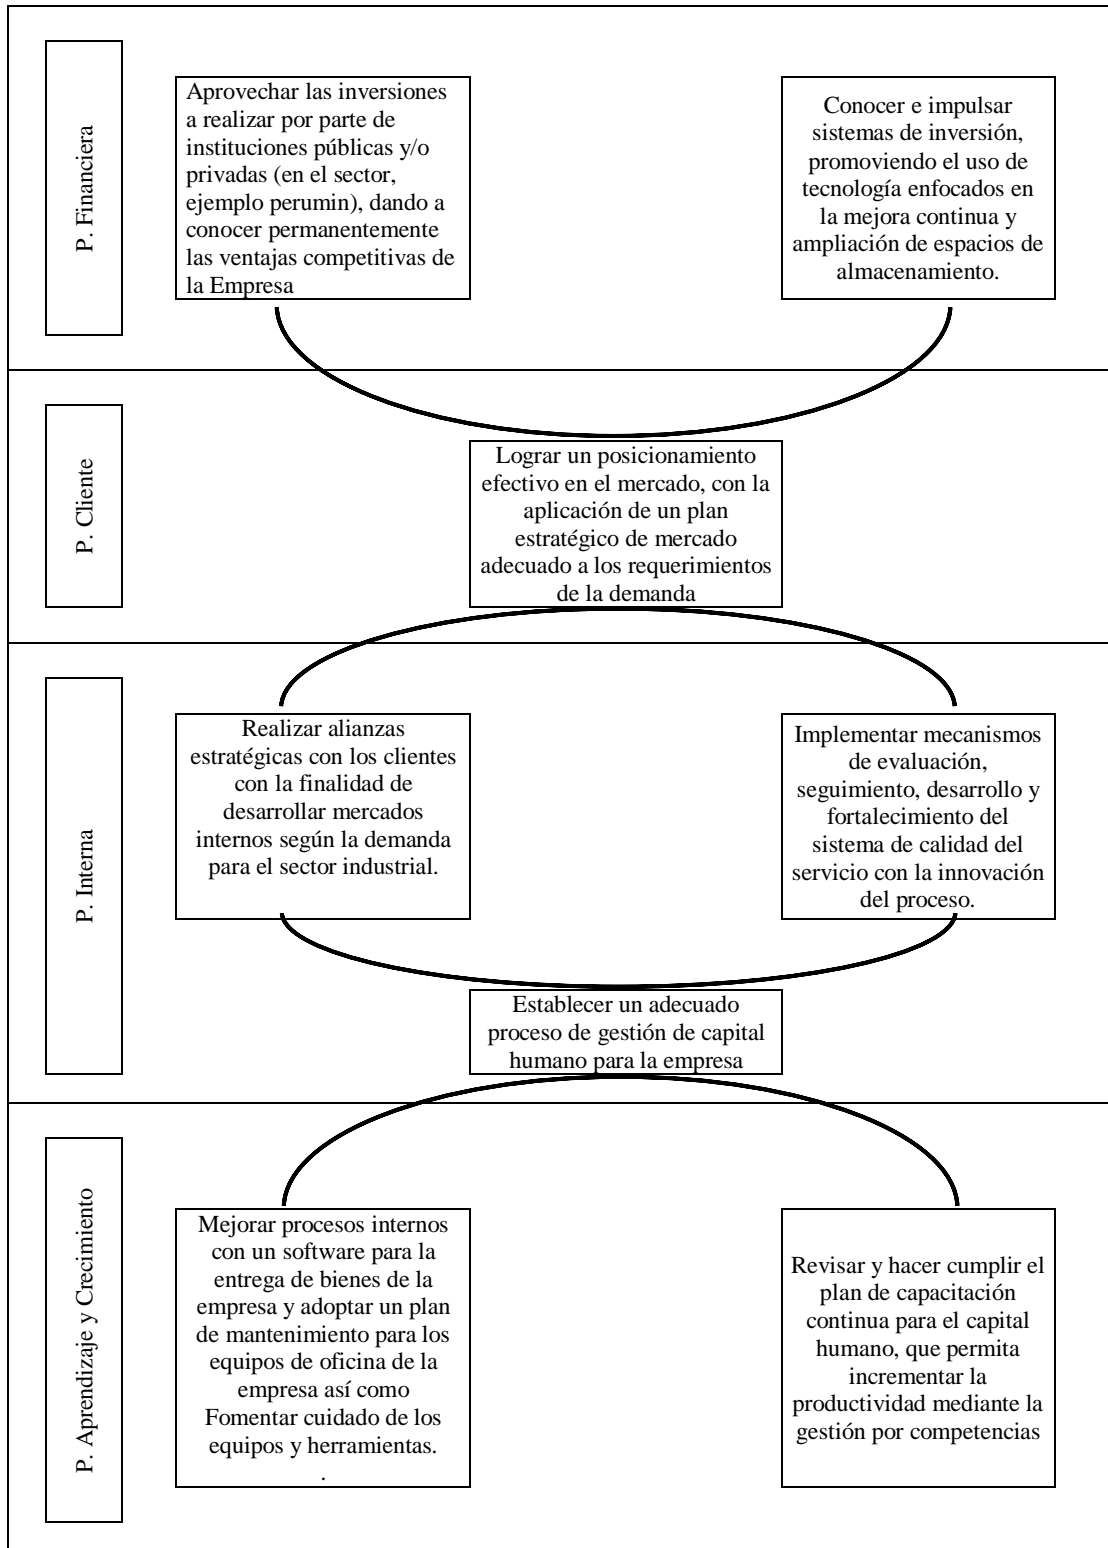 P. Financiera
Aprovechar las inversiones
a realizar por parte de
instituciones públicas y/o
privadas (en el sector,
ejemplo perumin), dando a
conocer permanentemente
las ventajas competitivas de
la Empresa
Conocer e impulsar
sistemas de inversión,
promoviendo el uso de
tecnología enfocados en
la mejora continua y
ampliación de espacios de
almacenamiento.
P. Cliente
Lograr un posicionamiento
efectivo en el mercado, con la
aplicación de un plan
estratégico de mercado
adecuado a los requerimientos
de la demanda
P. Interna
Realizar alianzas
estratégicas con los clientes
con la finalidad de
desarrollar mercados
internos según la demanda
para el sector industrial.
Implementar mecanismos
de evaluación,
seguimiento, desarrollo y
fortalecimiento del
sistema de calidad del
servicio con la innovación
del proceso.
Establecer un adecuado
proceso de gestión de capital
humano para la empresa
P. Aprendizaje y Crecimiento
Mejorar procesos internos
con un software para la
entrega de bienes de la
empresa y adoptar un plan
de mantenimiento para los
equipos de oficina de la
empresa así como
Fomentar cuidado de los
equipos y herramientas.
.
Revisar y hacer cumplir el
plan de capacitación
continua para el capital
humano, que permita
incrementar la
productividad mediante la
gestión por competencias